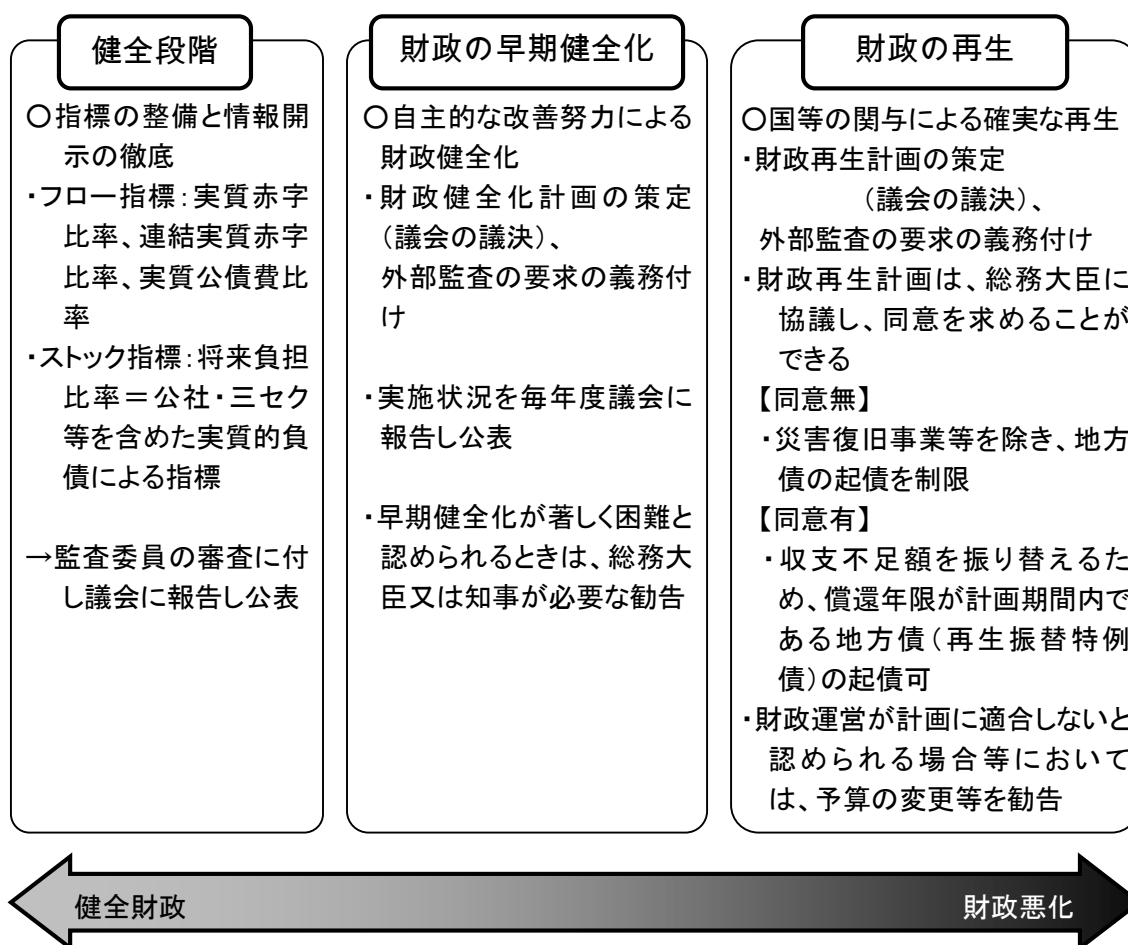 健全段階
〇指標の整備と情報開
示の徹底
・フロー指標：実質赤字
比率、連結実質赤字
比率、実質公債費比
率
・ストック指標：将来負担
比率＝公社・三セク
等を含めた実質的負
債による指標
→監査委員の審査に付
し議会に報告し公表
財政の早期健全化
〇自主的な改善努力による
財政健全化
・財政健全化計画の策定
（議会の議決）、
外部監査の要求の義務付
け
・実施状況を毎年度議会に
報告し公表
・早期健全化が著しく困難と
認められるときは、総務大
臣又は知事が必要な勧告
財政の再生
〇国等の関与による確実な再生
・財政再生計画の策定
（議会の議決）、
外部監査の要求の義務付け
・財政再生計画は、総務大臣に
協議し、同意を求めることが
できる
【同意無】
・災害復旧事業等を除き、地方
債の起債を制限
【同意有】
・収支不足額を振り替えるた
め、償還年限が計画期間内で
ある地方債（再生振替特例
債）の起債可
・財政運営が計画に適合しないと
認められる場合等において
は、予算の変更等を勧告
健全財政
財政悪化